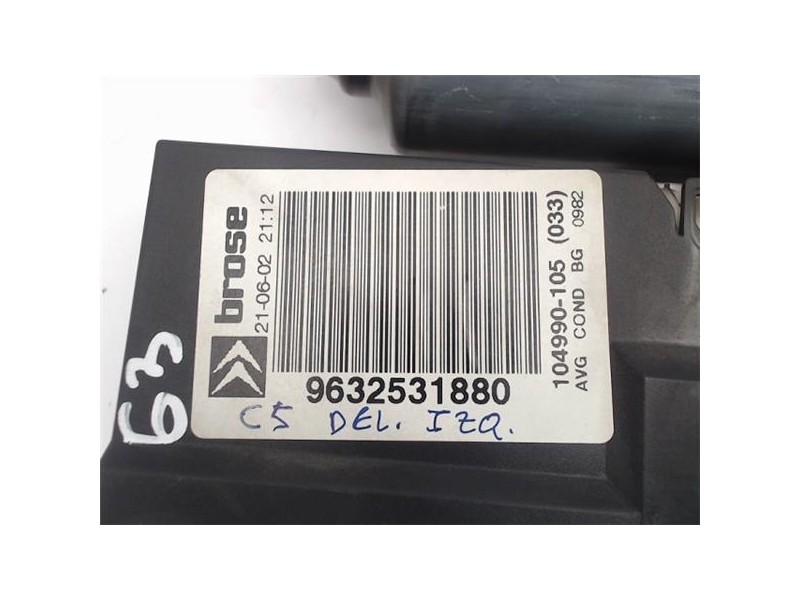 brose
21-06-02 21:12
104990-105 (033)
AVG COND BG 0982
9632531880
C5 DEL. IZQ.
63